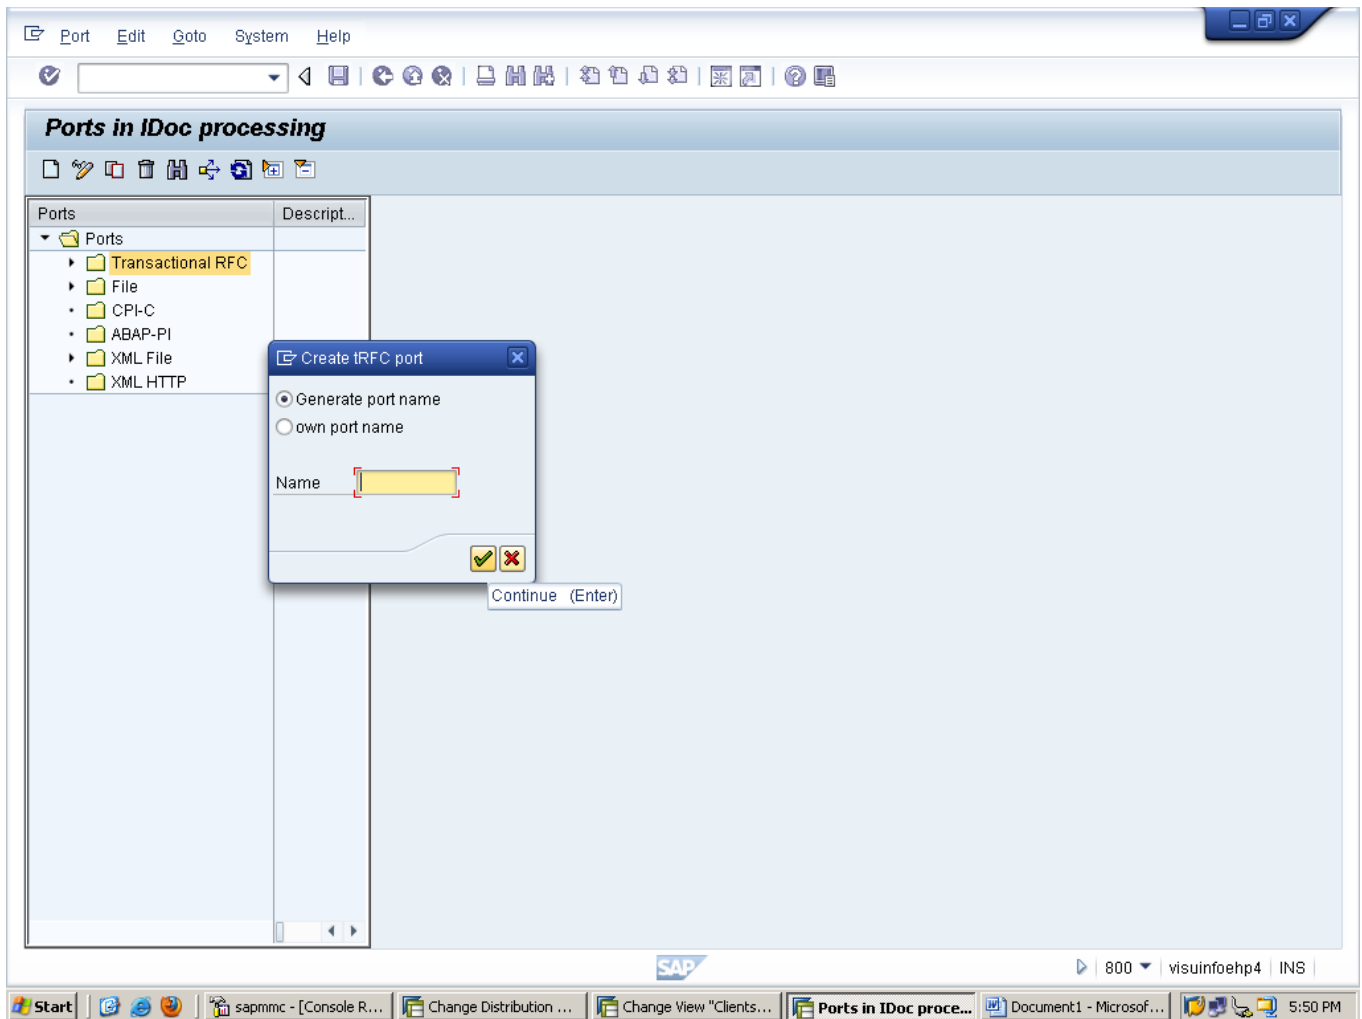 Port Edit Goto System Help
Ports in IDoc processing
Ports Descript...
Ports
Transactional RFC
File
CPI-C
ABAP-PI
XML File
XML HTTP
Create tRFC port
Generate port name
own port name
Name
Continue (Enter)
SAP
800 visuinfoehp4 INS
Start sapmmc - [Console R... Change Distribution ... Change View "Clients... Ports in IDoc proce... Document1 - Microsof... 5:50 PM